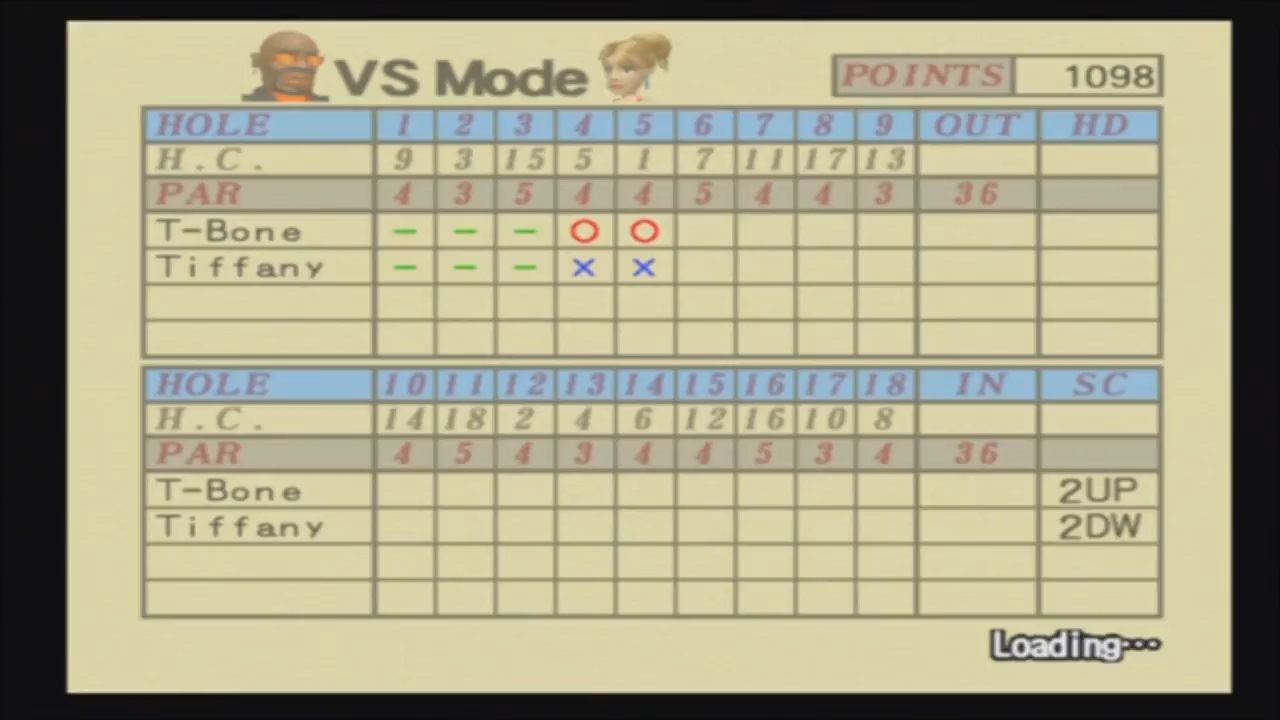 VS Mode POINTS 1098
HOLE 1 2 3 4 5 6 7 8 9 OUT HD
H.C. 9 3 15 5 1 7 11 17 13
PAR 4 3 5 4 4 5 4 4 3 36
T-Bone – – – ○ ○
Tiffany – – – × ×
HOLE 10 11 12 13 14 15 16 17 18 IN SC
H.C. 14 18 2 4 6 12 16 10 8
PAR 4 5 4 3 4 4 5 3 4 36
T-Bone 2UP
Tiffany 2DW
Loading···